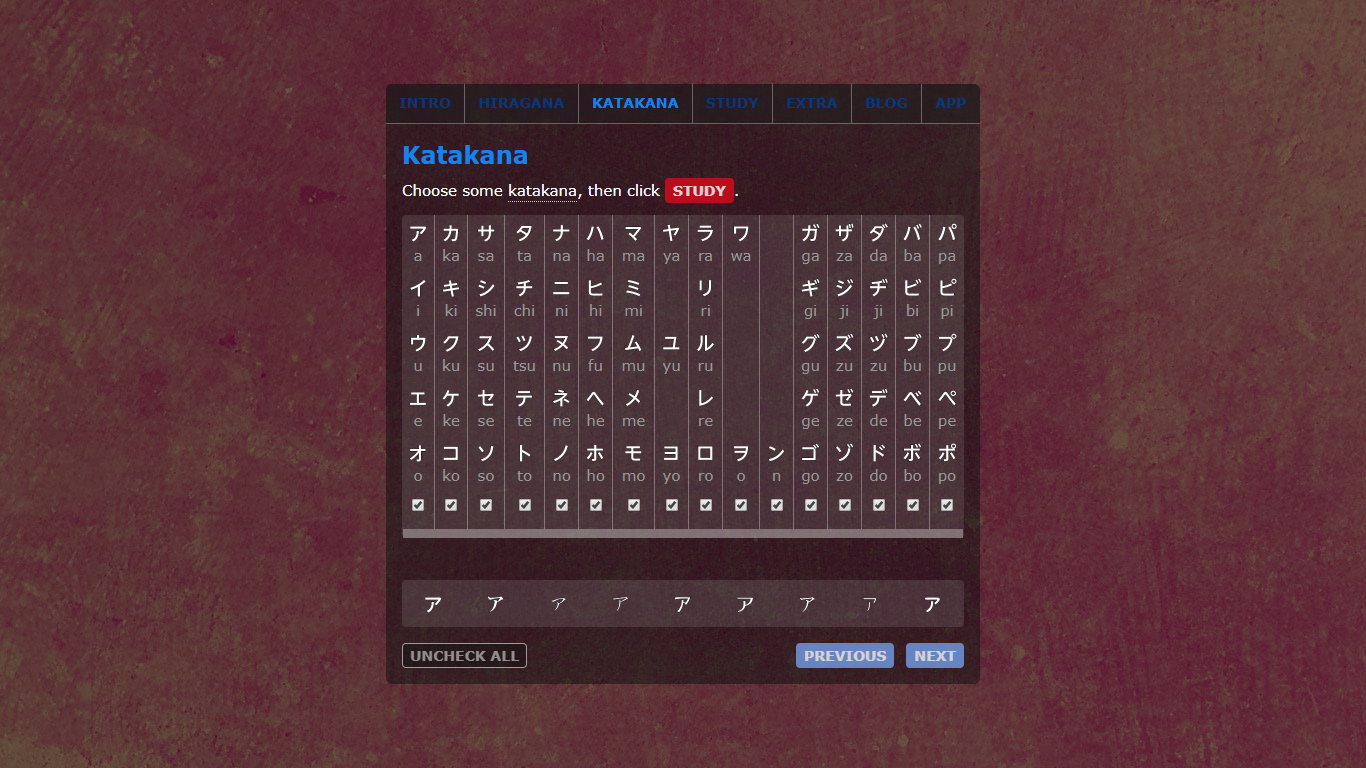 INTRO HIRAGANA KATAKANA STUDY EXTRA BLOG APP
Katakana
Choose some katakana, then click STUDY.
ア カ サ タ ナ ハ マ ヤ ラ ワ ガ ザ ダ バ パ
a ka sa ta na ha ma ya ra wa ga za da ba pa
イ キ シ チ ニ ヒ ミ リ ギ ジ ヂ ビ ピ
i ki shi chi ni hi mi ri gi ji ji bi pi
ウ ク ス ツ ヌ フ ム ユ ル グ ズ ヅ ブ プ
u ku su tsu nu fu mu yu ru gu zu zu bu pu
エ ケ セ テ ネ ヘ メ レ ゲ ゼ デ ベ ペ
e ke se te ne he me re ge ze de be pe
オ コ ソ ト ノ ホ モ ヨ ロ ヲ ン ゴ ゾ ド ボ ポ
o ko so to no ho mo yo ro o n go zo do bo po
ア ア ア ア ア ア ア ア ア
UNCHECK ALL PREVIOUS NEXT